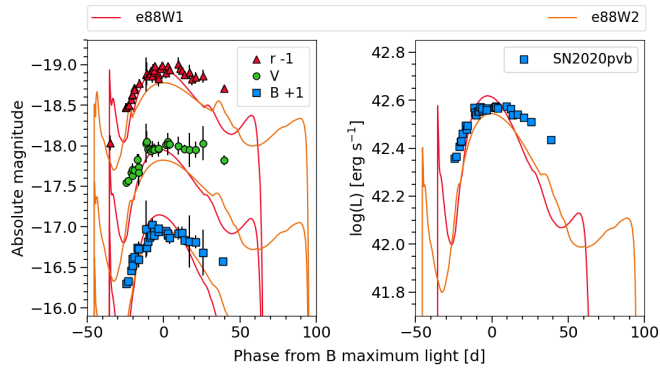 e88W1
e88W2
r -1
V
B +1
SN2020pvb
−19.0
−18.5
−18.0
−17.5
−17.0
−16.5
−16.0
42.8
42.6
42.4
42.2
42.0
41.8
Absolute magnitude
log(L) [erg s⁻¹]
−50 0 50 100
−50 0 50 100
Phase from B maximum light [d]